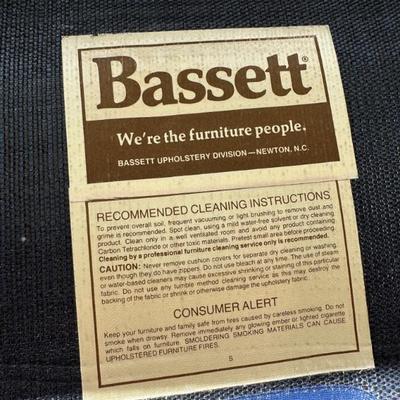 Bassett®
We're the furniture people.
BASSETT UPHOLSTERY DIVISION—NEWTON, N.C.
RECOMMENDED CLEANING INSTRUCTIONS
To prevent overall soil, frequent vacuuming or light brushing to remove dust and
grime is recommended. Spot clean, using a mild water-free solvent or dry cleaning
product. Clean only in a well ventilated room and avoid any product containing
Carbon Tetrachloride or other toxic materials. Pretest small area before proceeding.
Cleaning by a professional furniture cleaning service only is recommended.
CAUTION: Never remove cushion covers for separate dry cleaning or washing,
even though they do have zippers. Do not use bleach at any time. The use of steam
or water-based cleaners may cause excessive shrinking or staining of this particular
fabric. Do not use any tumble method cleaning service as this may destroy the
backing of the fabric or shrink or otherwise damage the upholstery fabric.
CONSUMER ALERT
Keep your furniture and family safe from fires caused by careless smoking. Do not
smoke when drowsy. Remove immediately any glowing ember or lighted cigarette
which falls on furniture. SMOLDERING SMOKING MATERIALS CAN CAUSE
UPHOLSTERED FURNITURE FIRES.
S